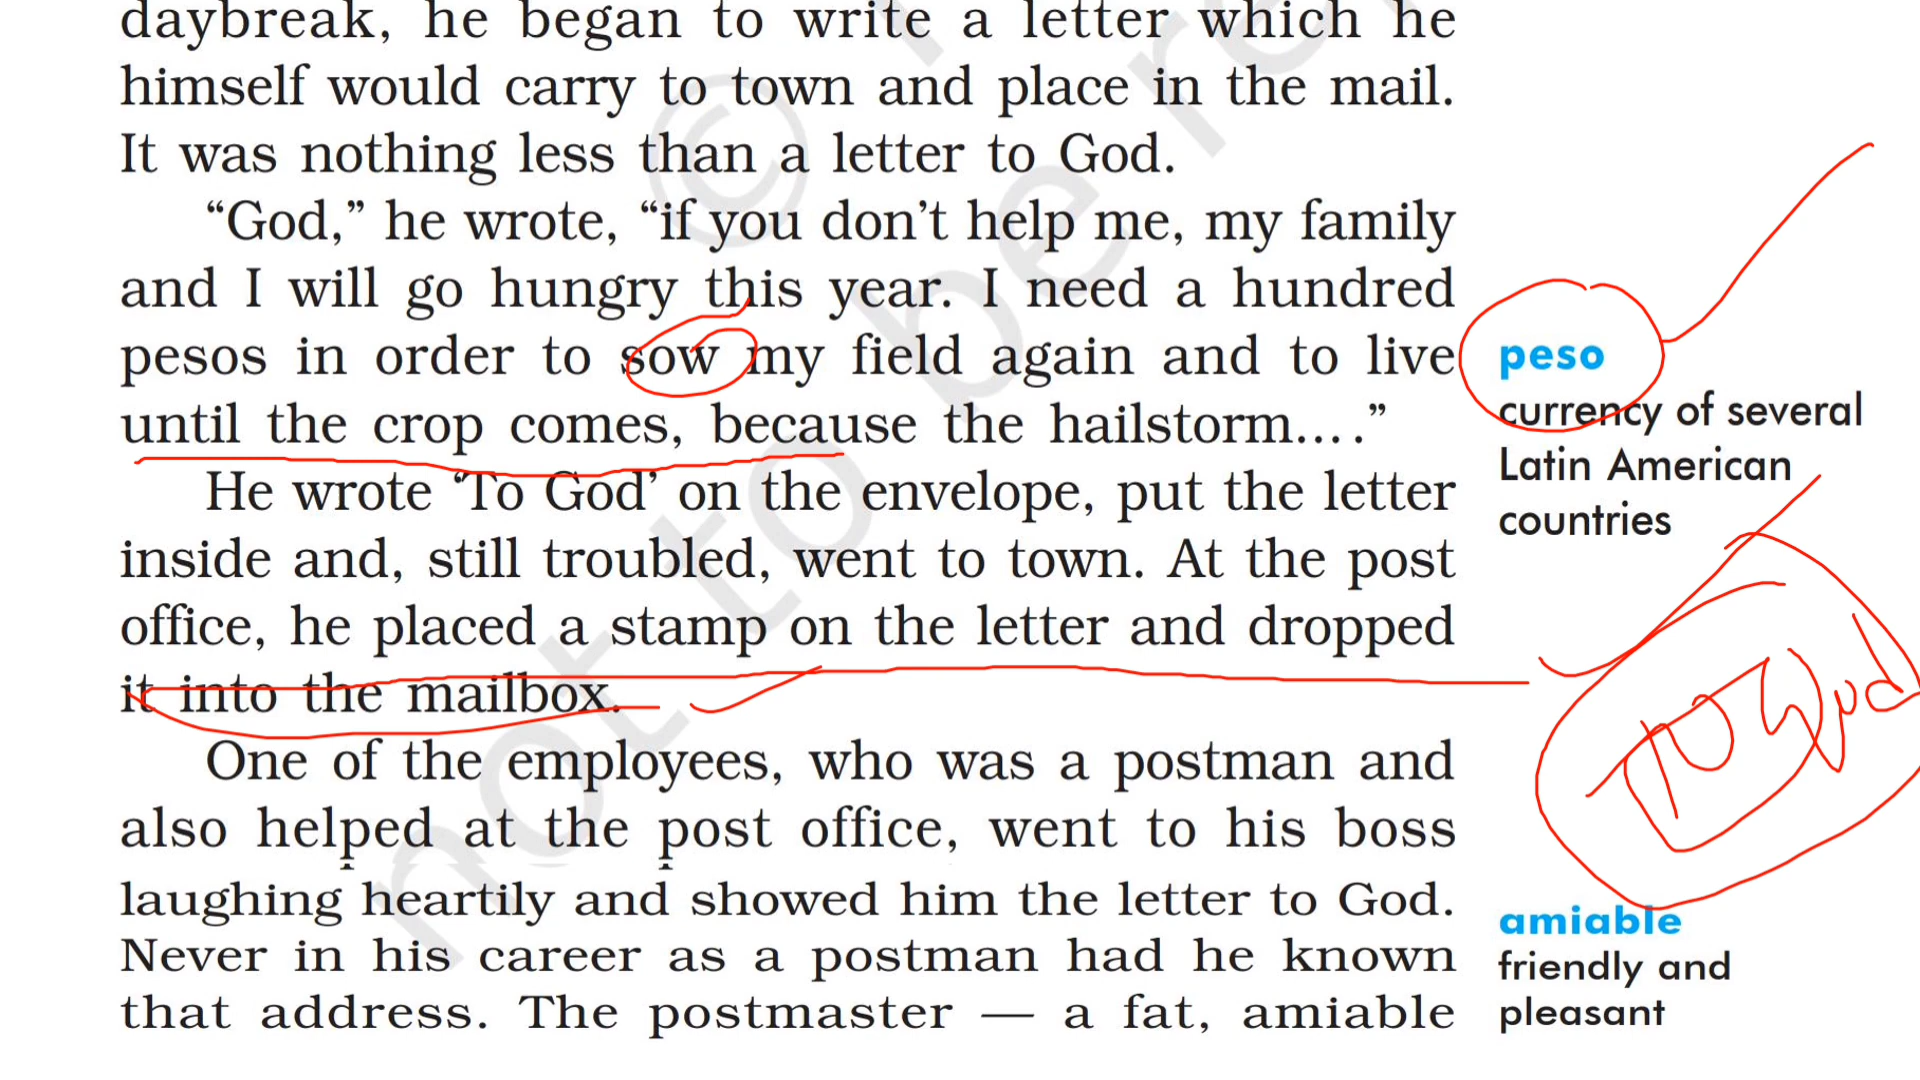 daybreak, he began to write a letter which he
himself would carry to town and place in the mail.
It was nothing less than a letter to God.
“God,” he wrote, “if you don’t help me, my family
and I will go hungry this year. I need a hundred
pesos in order to sow my field again and to live
until the crop comes, because the hailstorm....”
He wrote ‘To God’ on the envelope, put the letter
inside and, still troubled, went to town. At the post
office, he placed a stamp on the letter and dropped
it into the mailbox.
One of the employees, who was a postman and
also helped at the post office, went to his boss
laughing heartily and showed him the letter to God.
Never in his career as a postman had he known
that address. The postmaster — a fat, amiable
peso
currency of several
Latin American
countries
TO God
amiable
friendly and
pleasant
© 
not to be re